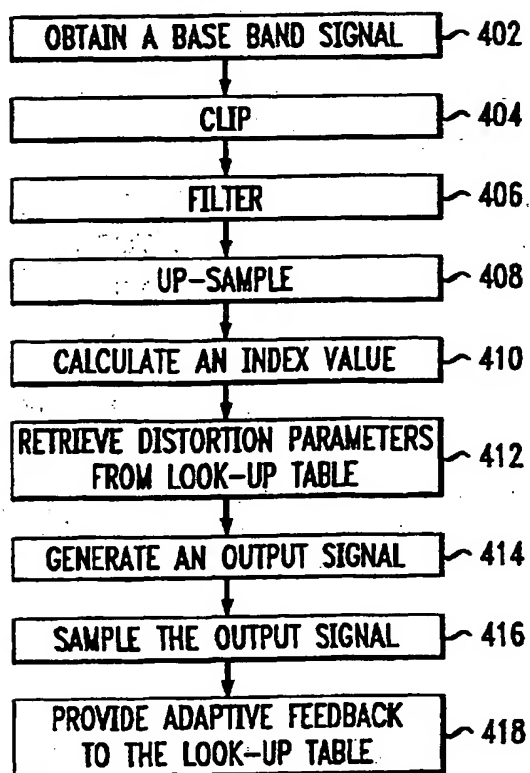 OBTAIN A BASE BAND SIGNAL 402
CLIP 404
FILTER 406
UP-SAMPLE 408
CALCULATE AN INDEX VALUE 410
RETRIEVE DISTORTION PARAMETERS
FROM LOOK-UP TABLE 412
GENERATE AN OUTPUT SIGNAL 414
SAMPLE THE OUTPUT SIGNAL 416
PROVIDE ADAPTIVE FEEDBACK
TO THE LOOK-UP TABLE 418